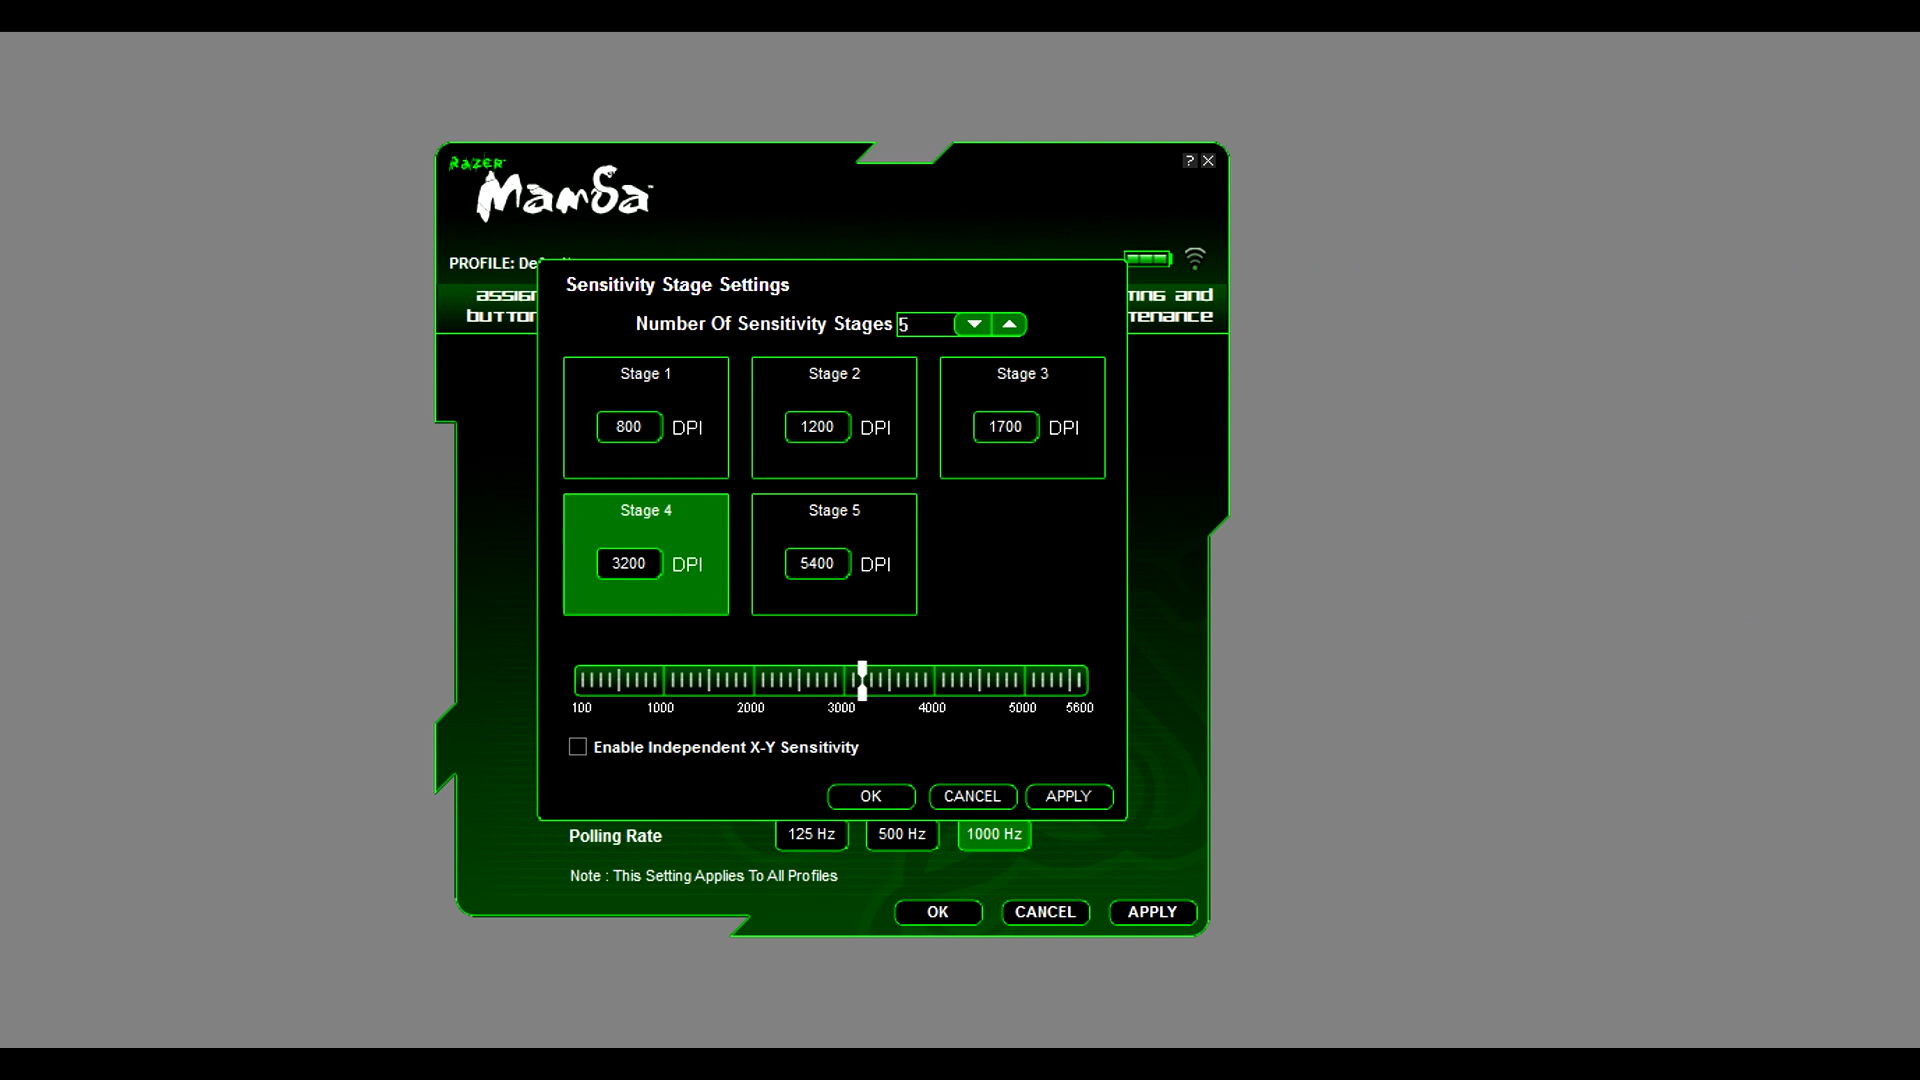 RAZER
Mamba™
? X
PROFILE:
Sensitivity Stage Settings
Number Of Sensitivity Stages 5
Stage 1
800 DPI
Stage 2
1200 DPI
Stage 3
1700 DPI
Stage 4
3200 DPI
Stage 5
5400 DPI
100 1000 2000 3000 4000 5000 5600
Enable Independent X-Y Sensitivity
OK CANCEL APPLY
Polling Rate 125 Hz 500 Hz 1000 Hz
Note : This Setting Applies To All Profiles
OK CANCEL APPLY